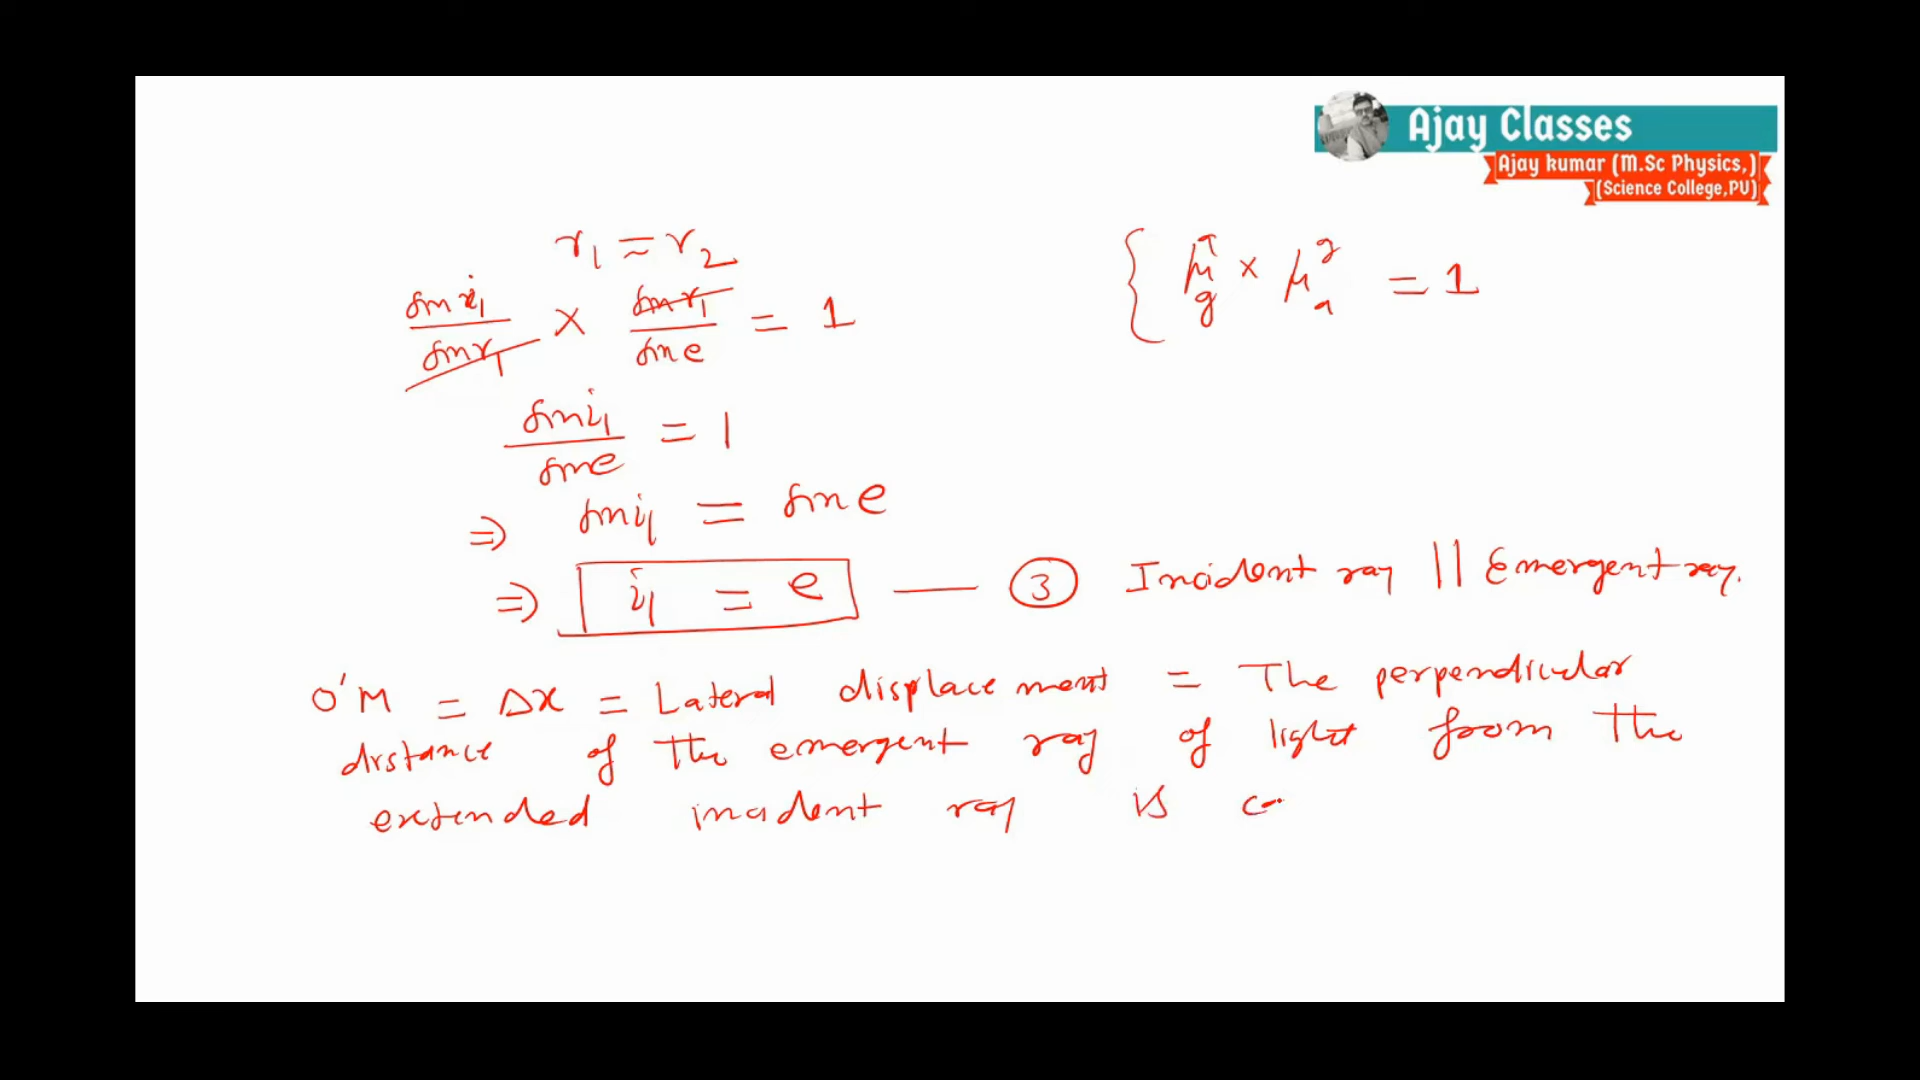 Ajay Classes
Ajay kumar (M.Sc Physics,)
(Science College,PU)
r₁ = r₂
sin i₁ / sin r₁ × sin r₁ / sin e = 1
{ μ^a_g × μ^g_a = 1
sin i₁ / sin e = 1
⇒ sin i₁ = sin e
⇒ i₁ = e — ③ Incident ray || Emergent ray.
O'M = Δx = Lateral displacement = The perpendicular
distance of the emergent ray of light from the
extended incident ray is